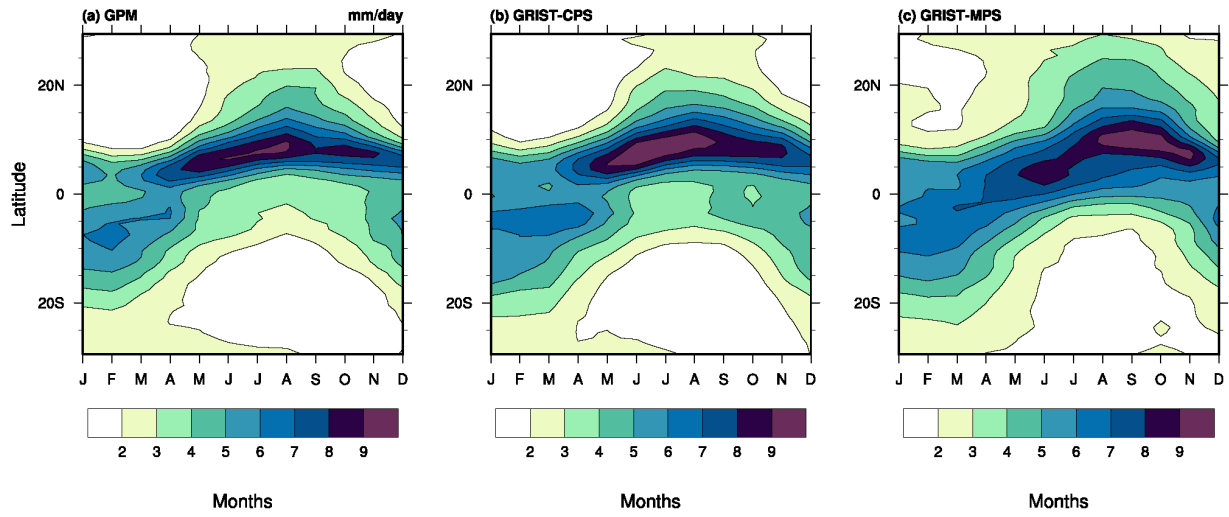 (a) GPM mm/day (b) GRIST-CPS (c) GRIST-MPS
Latitude
20N 20N 20N
0 0 0
20S 20S 20S
J F M A M J J A S O N D J F M A M J J A S O N D J F M A M J J A S O N D
2 3 4 5 6 7 8 9 2 3 4 5 6 7 8 9 2 3 4 5 6 7 8 9
Months Months Months